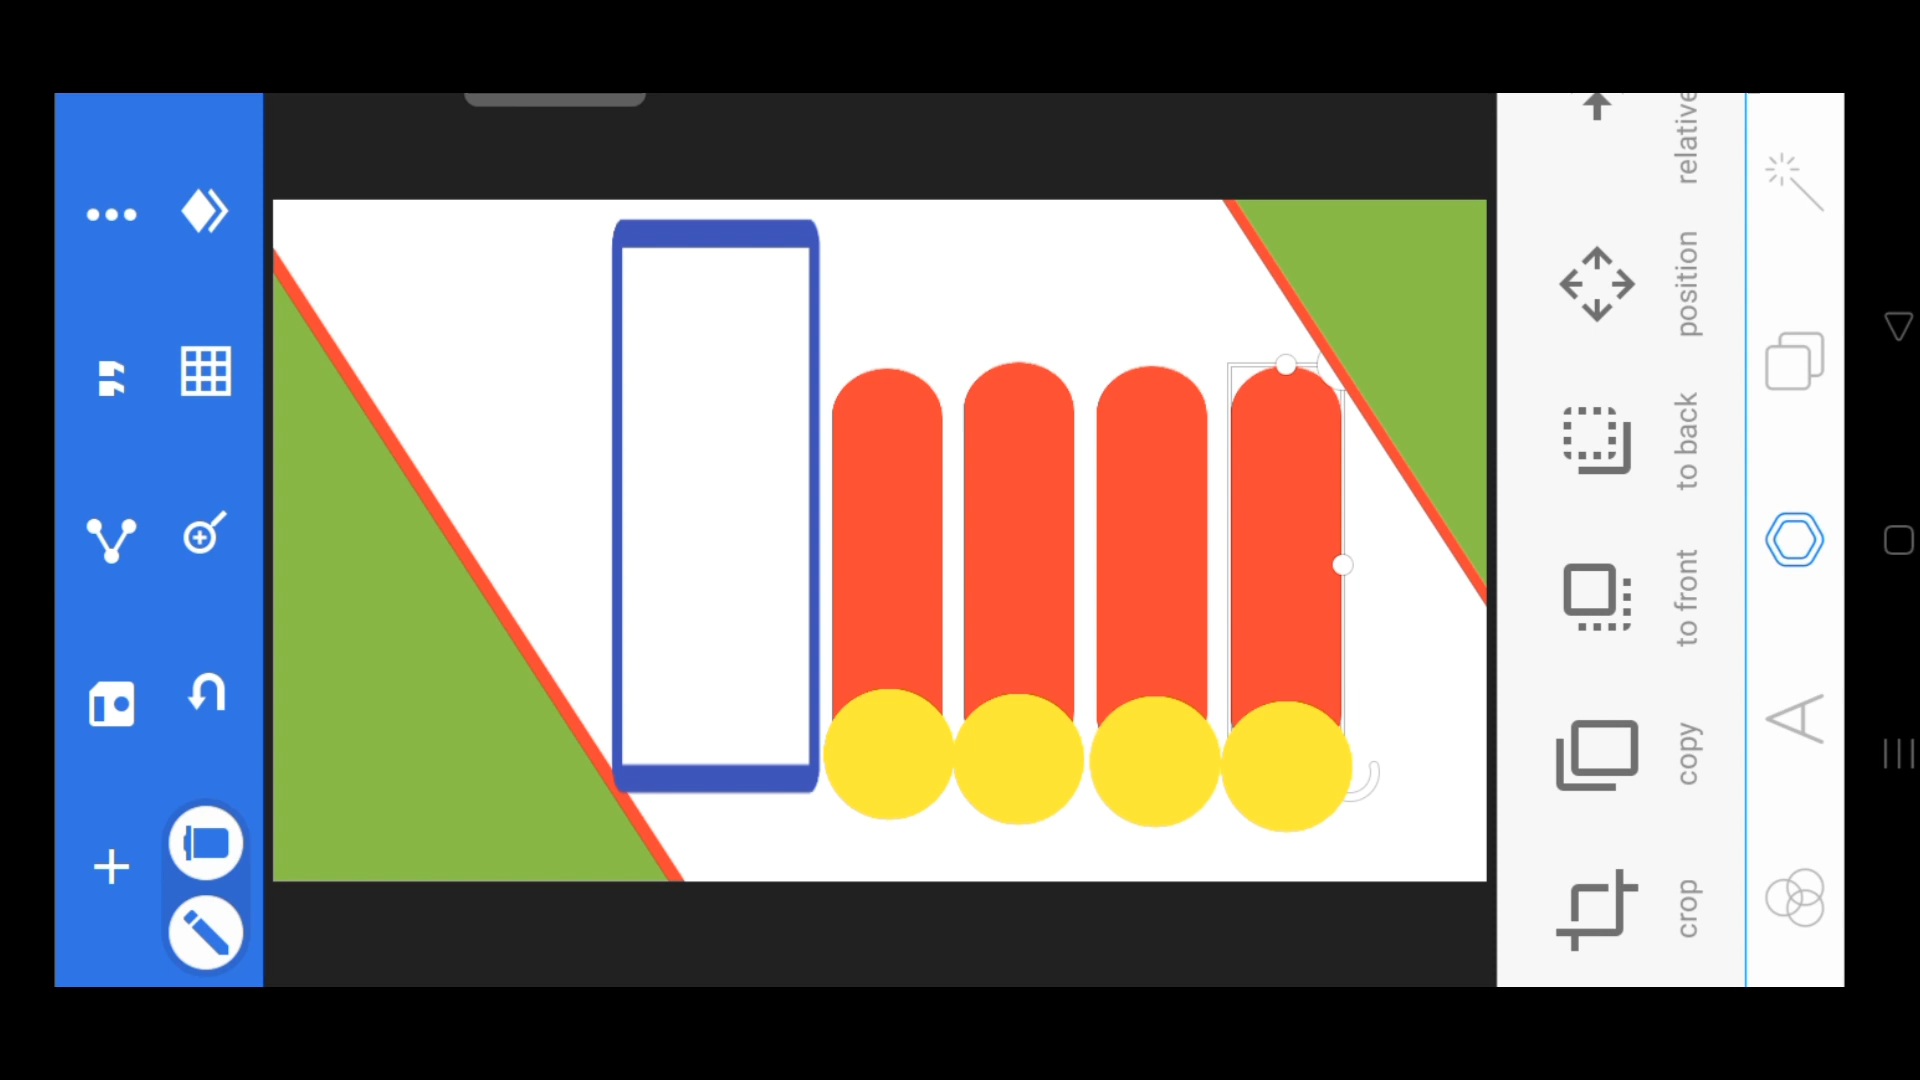 relative
position
to back
to front
copy
crop